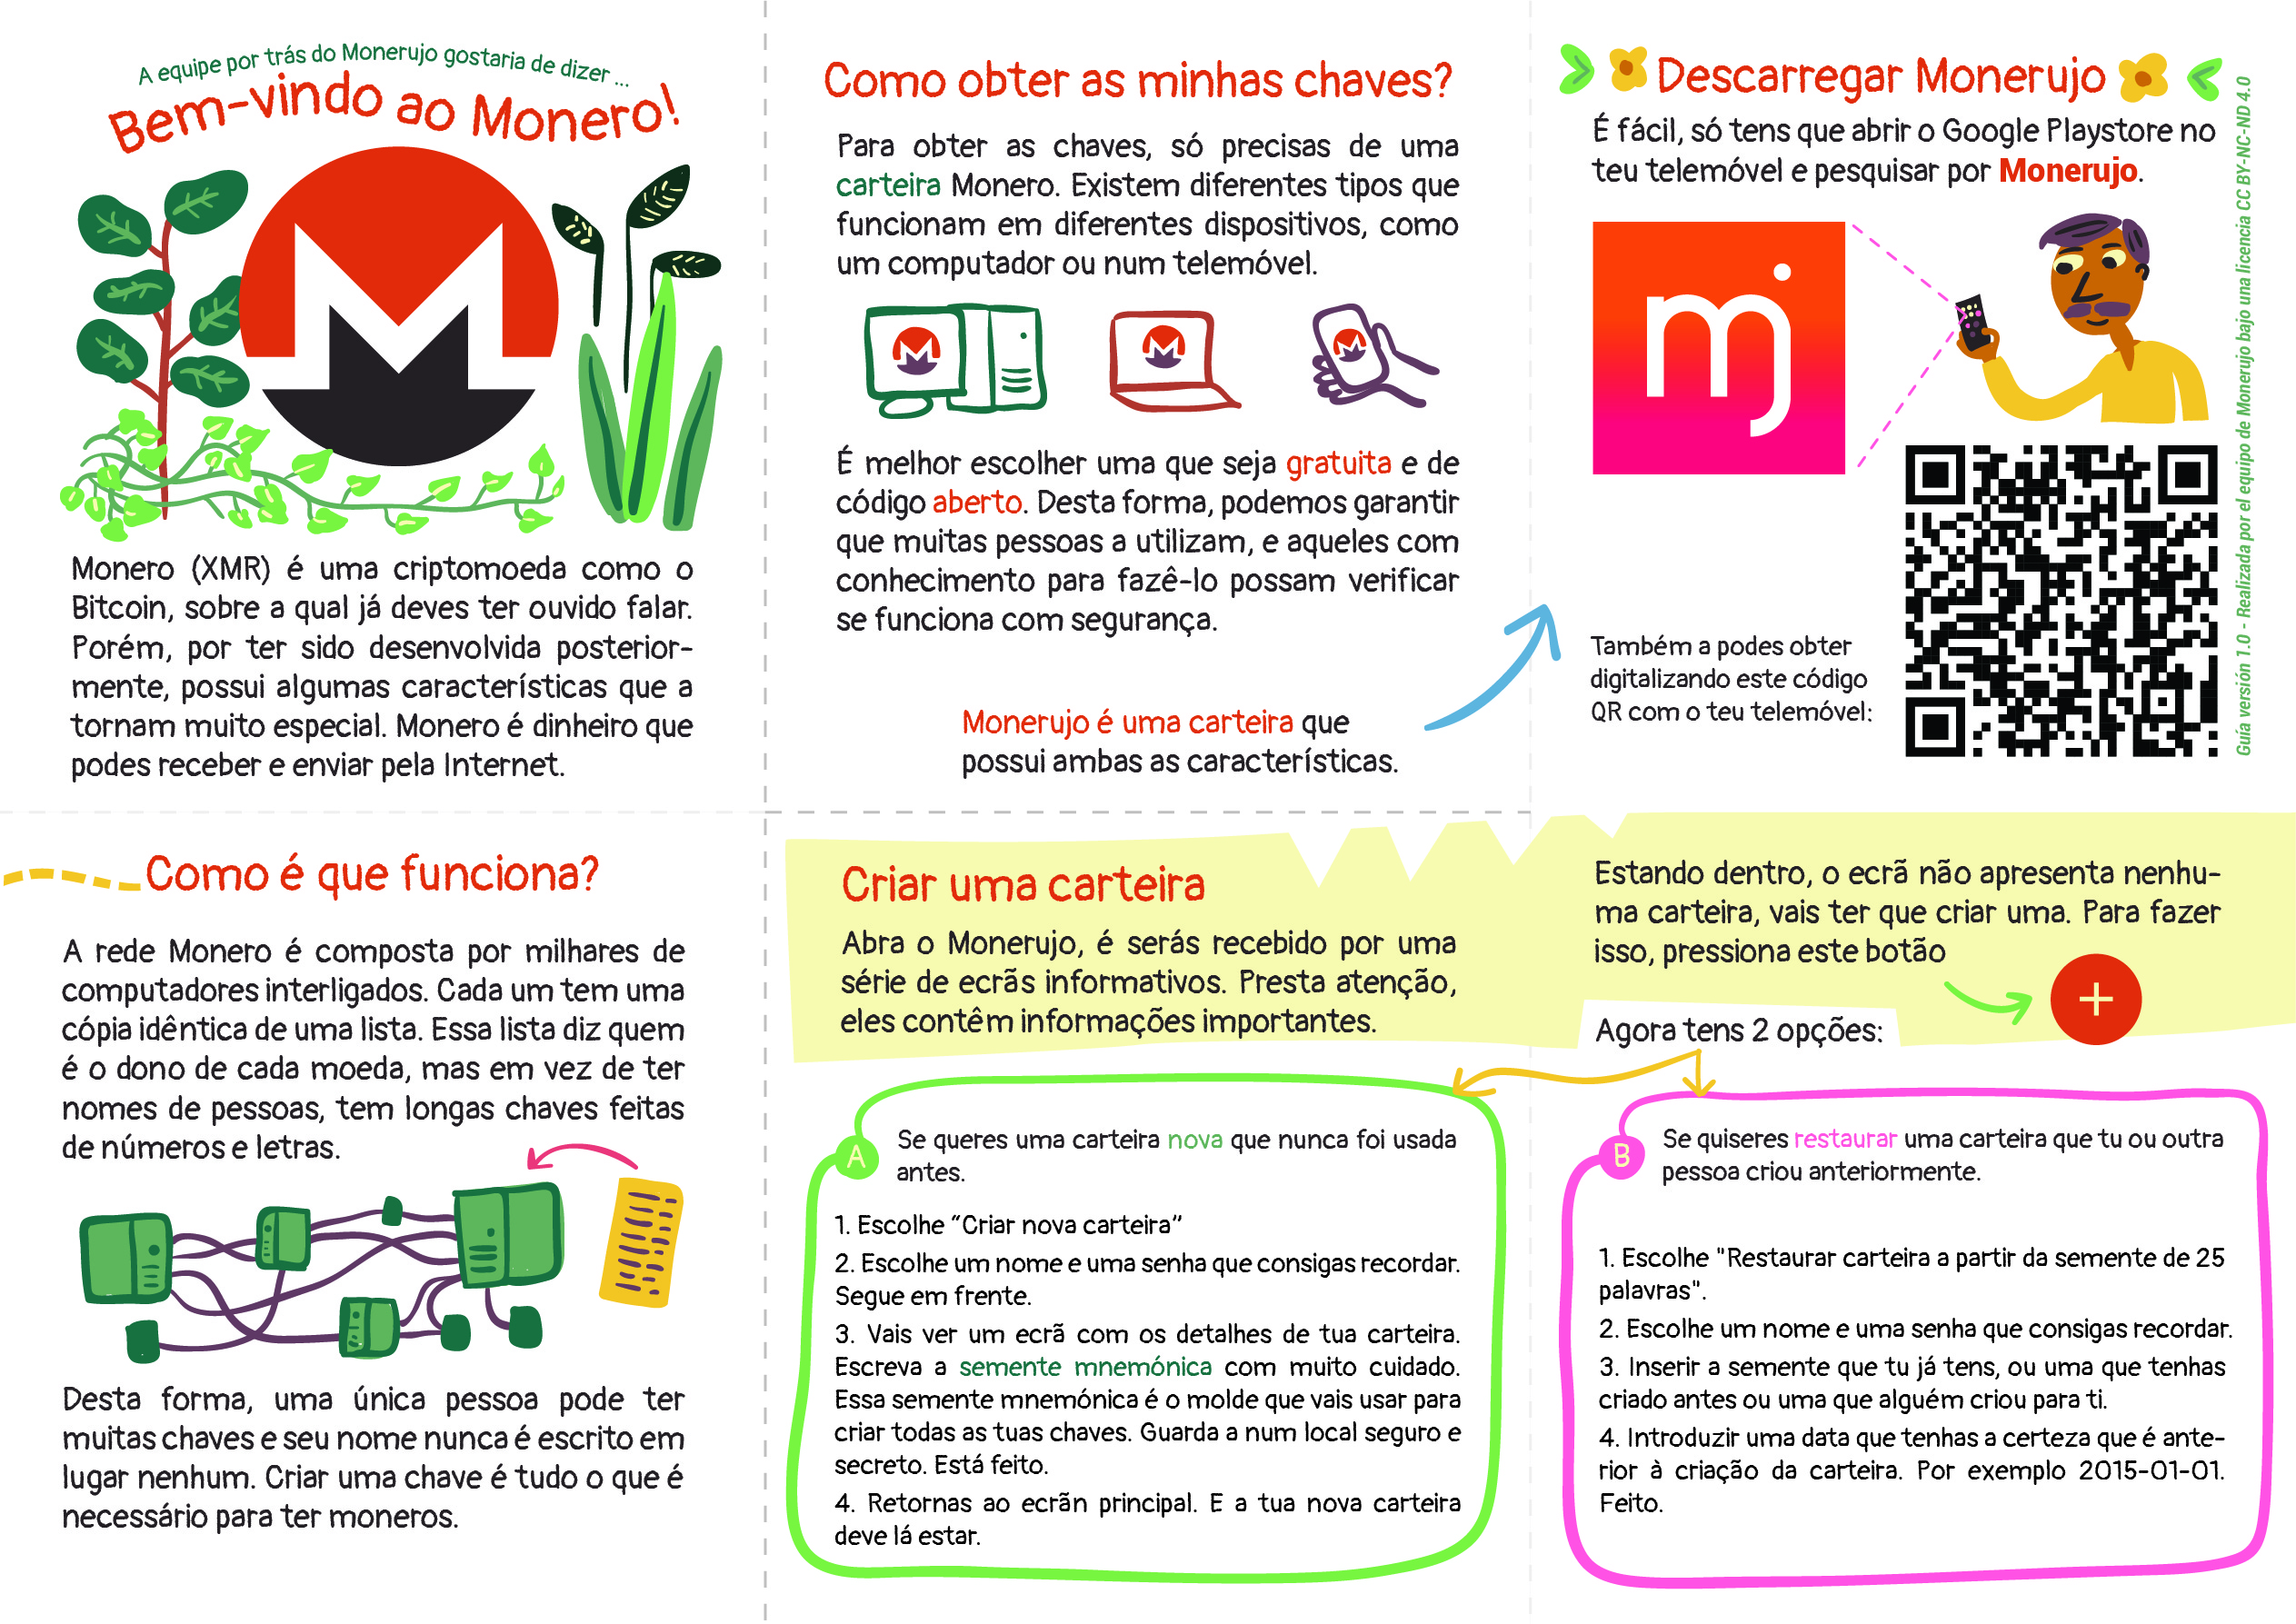 A equipe por trás do Monerujo gostaria de dizer ...
Bem-vindo ao Monero!
Monero (XMR) é uma criptomoeda como o
Bitcoin, sobre a qual já deves ter ouvido falar.
Porém, por ter sido desenvolvida posterior-
mente, possui algumas características que a
tornam muito especial. Monero é dinheiro que
podes receber e enviar pela Internet.
Como obter as minhas chaves?
Para obter as chaves, só precisas de uma
carteira Monero. Existem diferentes tipos que
funcionam em diferentes dispositivos, como
um computador ou num telemóvel.
É melhor escolher uma que seja gratuita e de
código aberto. Desta forma, podemos garantir
que muitas pessoas a utilizam, e aqueles com
conhecimento para fazê-lo possam verificar
se funciona com segurança.
Monerujo é uma carteira que
possui ambas as características.
Descarregar Monerujo
É fácil, só tens que abrir o Google Playstore no
teu telemóvel e pesquisar por Monerujo.
mj
Também a podes obter
digitalizando este código
QR com o teu telemóvel:
Guía versión 1.0 - Realizada por el equipo de Monerujo bajo una licencia CC BY-NC-ND 4.0
Como é que funciona?
A rede Monero é composta por milhares de
computadores interligados. Cada um tem uma
cópia idêntica de uma lista. Essa lista diz quem
é o dono de cada moeda, mas em vez de ter
nomes de pessoas, tem longas chaves feitas
de números e letras.
Desta forma, uma única pessoa pode ter
muitas chaves e seu nome nunca é escrito em
lugar nenhum. Criar uma chave é tudo o que é
necessário para ter moneros.
Criar uma carteira
Abra o Monerujo, é serás recebido por uma
série de ecrãs informativos. Presta atenção,
eles contêm informações importantes.
Estando dentro, o ecrã não apresenta nenhu-
ma carteira, vais ter que criar uma. Para fazer
isso, pressiona este botão
+
Agora tens 2 opções:
A
Se queres uma carteira nova que nunca foi usada
antes.
1. Escolhe “Criar nova carteira”
2. Escolhe um nome e uma senha que consigas recordar.
Segue em frente.
3. Vais ver um ecrã com os detalhes de tua carteira.
Escreva a semente mnemónica com muito cuidado.
Essa semente mnemónica é o molde que vais usar para
criar todas as tuas chaves. Guarda a num local seguro e
secreto. Está feito.
4. Retornas ao ecrãn principal. E a tua nova carteira
deve lá estar.
B
Se quiseres restaurar uma carteira que tu ou outra
pessoa criou anteriormente.
1. Escolhe "Restaurar carteira a partir da semente de 25
palavras".
2. Escolhe um nome e uma senha que consigas recordar.
3. Inserir a semente que tu já tens, ou uma que tenhas
criado antes ou uma que alguém criou para ti.
4. Introduzir uma data que tenhas a certeza que é ante-
rior à criação da carteira. Por exemplo 2015-01-01.
Feito.